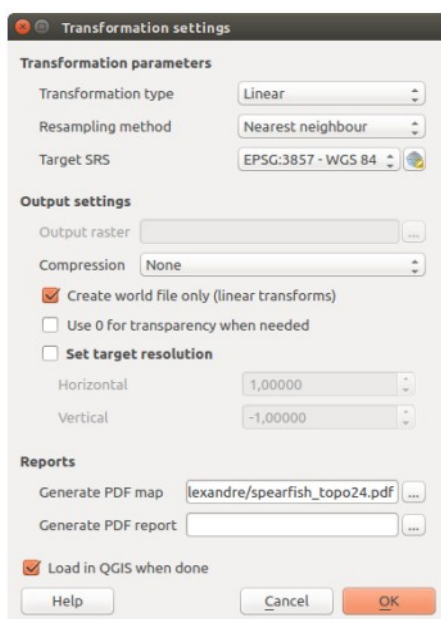 Transformation settings
Transformation parameters
Transformation type Linear
Resampling method Nearest neighbour
Target SRS EPSG:3857 - WGS 84
Output settings
Output raster ...
Compression None
Create world file only (linear transforms)
Use 0 for transparency when needed
Set target resolution
Horizontal 1,00000
Vertical -1,00000
Reports
Generate PDF map lexandre/spearfish_topo24.pdf ...
Generate PDF report ...
Load in QGIS when done
Help Cancel OK